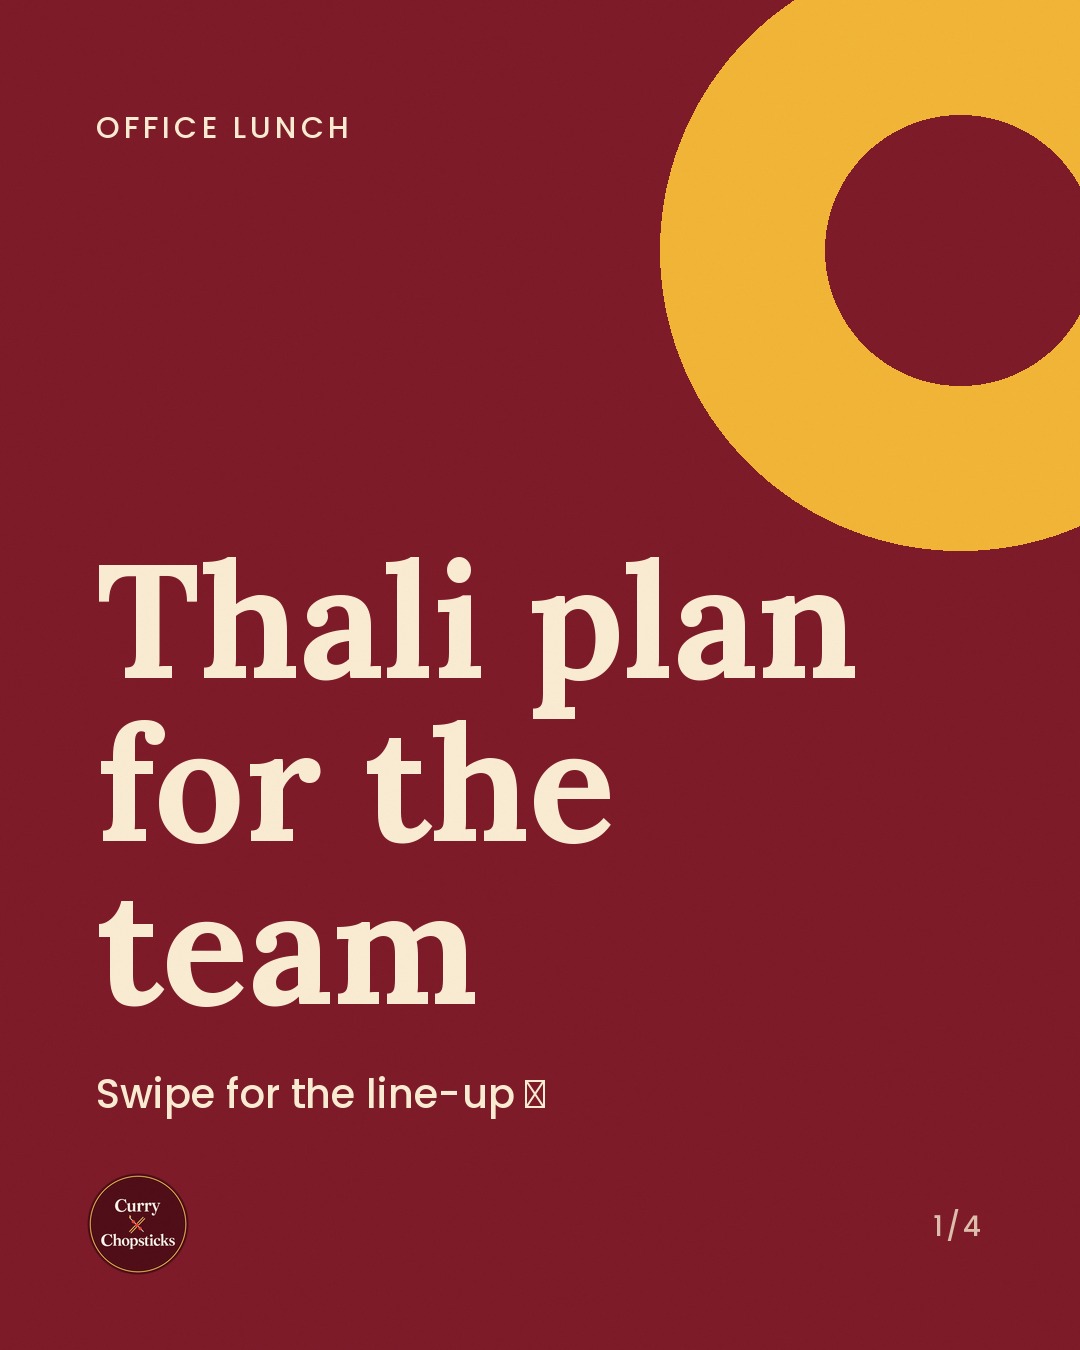 OFFICE LUNCH
Thali plan
for the
team
Swipe for the line-up
Curry
Chopsticks
1/4